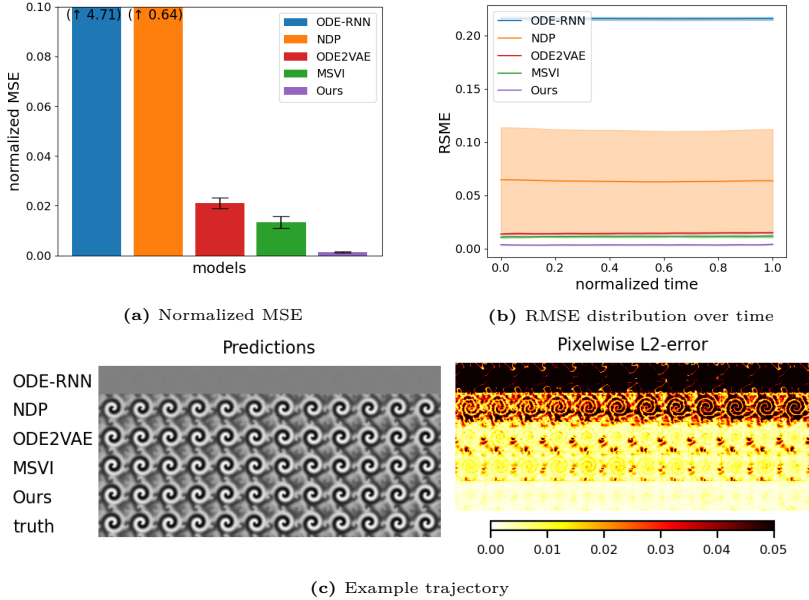 (↑ 4.71) (↑ 0.64)
0.10
0.08
0.06
0.04
0.02
0.00
normalized MSE
models
ODE-RNN
NDP
ODE2VAE
MSVI
Ours
(a) Normalized MSE
0.20
0.15
0.10
0.05
0.00
RSME
ODE-RNN
NDP
ODE2VAE
MSVI
Ours
0.0 0.2 0.4 0.6 0.8 1.0
normalized time
(b) RMSE distribution over time
Predictions
ODE-RNN
NDP
ODE2VAE
MSVI
Ours
truth
Pixelwise L2-error
0.00 0.01 0.02 0.03 0.04 0.05
(c) Example trajectory